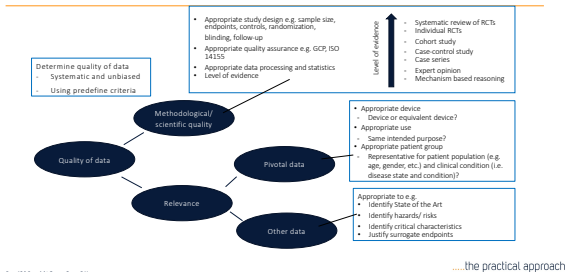 Appropriate study design e.g. sample size,
endpoints, controls, randomization,
blinding, follow-up
Appropriate quality assurance e.g. GCP, ISO
14155
Appropriate data processing and statistics
Level of evidence
Level of evidence
- Systematic review of RCTs
- Individual RCTs
- Cohort study
- Case-control study
- Case series
- Expert opinion
- Mechanism based reasoning
Determine quality of data
- Systematic and unbiased
- Using predefine criteria
Methodological/
scientific quality
Quality of data
Pivotal data
Relevance
Other data
• Appropriate device
- Device or equivalent device?
• Appropriate use
- Same intended purpose?
• Appropriate patient group
- Representative for patient population (e.g.
age, gender, etc.) and clinical condition (i.e.
disease state and condition)?
Appropriate to e.g.
• Identify State of the Art
• Identify hazards/ risks
• Identify critical characteristics
• Justify surrogate endpoints
.....the practical approach